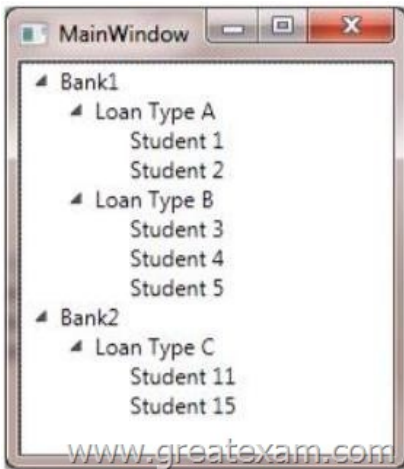 MainWindow
Bank1
Loan Type A
Student 1
Student 2
Loan Type B
Student 3
Student 4
Student 5
Bank2
Loan Type C
Student 11
Student 15
www.greatexam.com